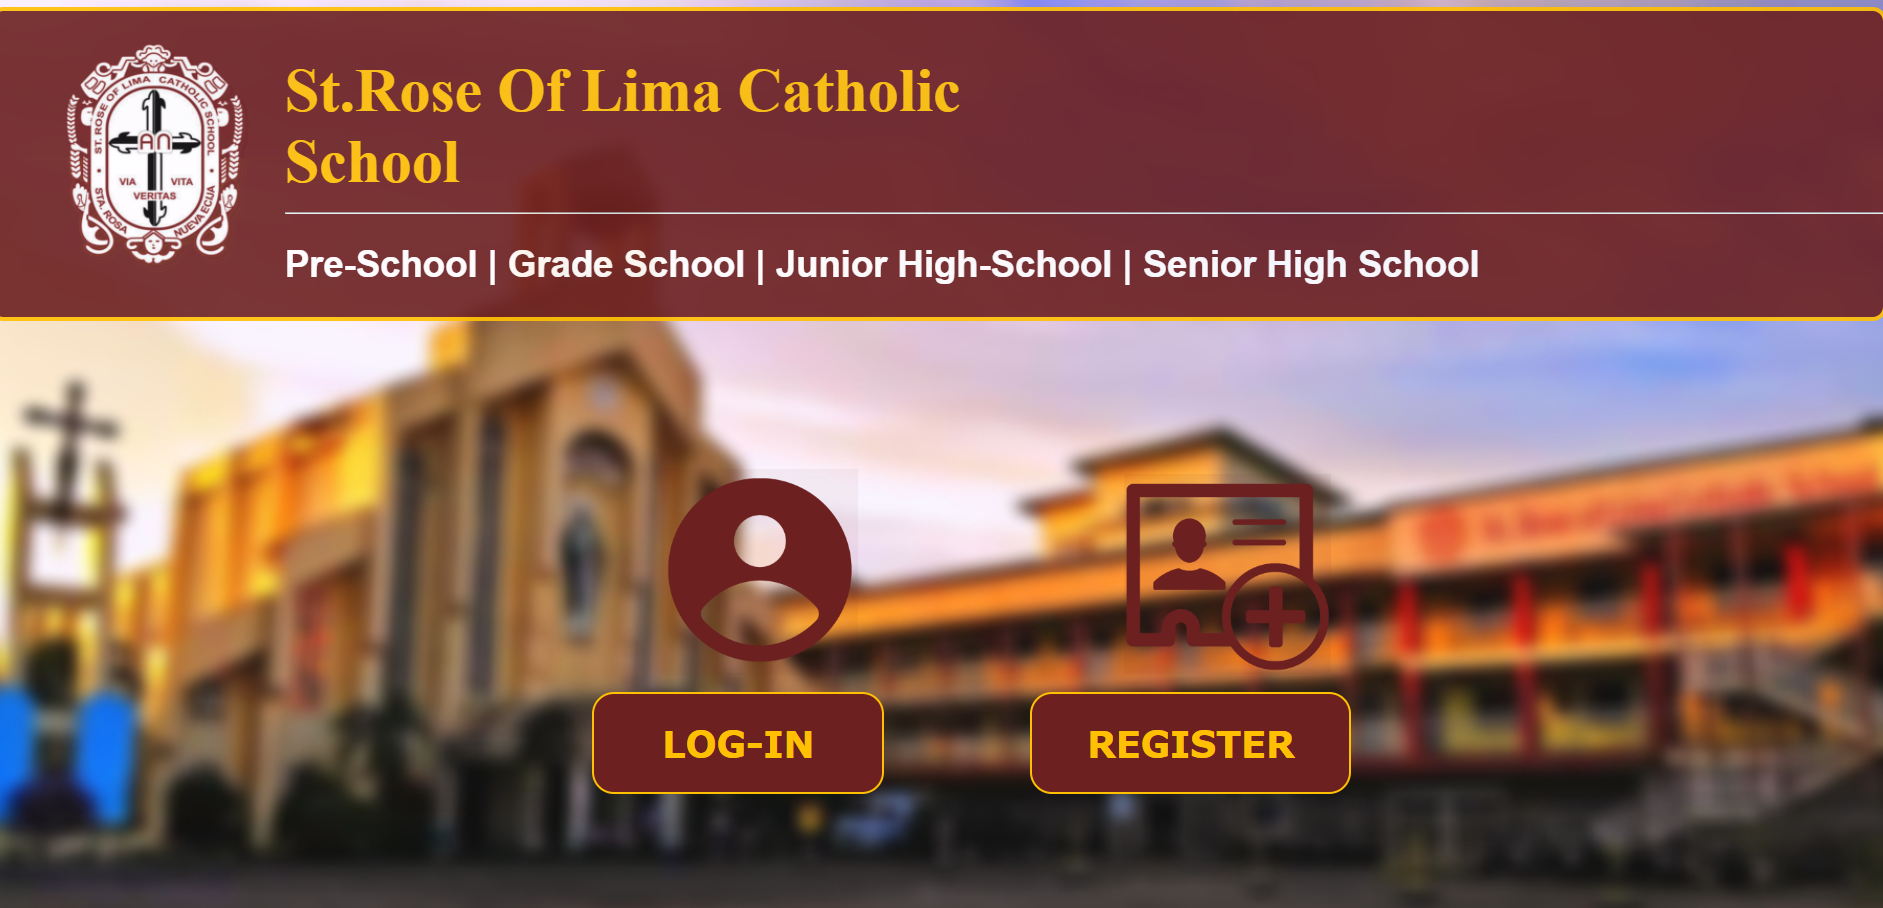 ST. ROSE OF LIMA CATHOLIC SCHOOL
AN
VIA VITA
VERITAS
STA. ROSA NUEVA ECIJA
St.Rose Of Lima Catholic
School
Pre-School | Grade School | Junior High-School | Senior High School
LOG-IN
REGISTER